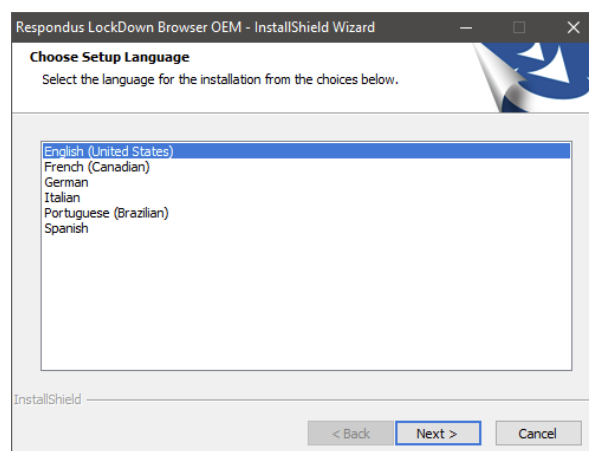 Respondus LockDown Browser OEM - InstallShield Wizard
Choose Setup Language
Select the language for the installation from the choices below.
English (United States)
French (Canadian)
German
Italian
Portuguese (Brazilian)
Spanish
InstallShield
< Back Next > Cancel